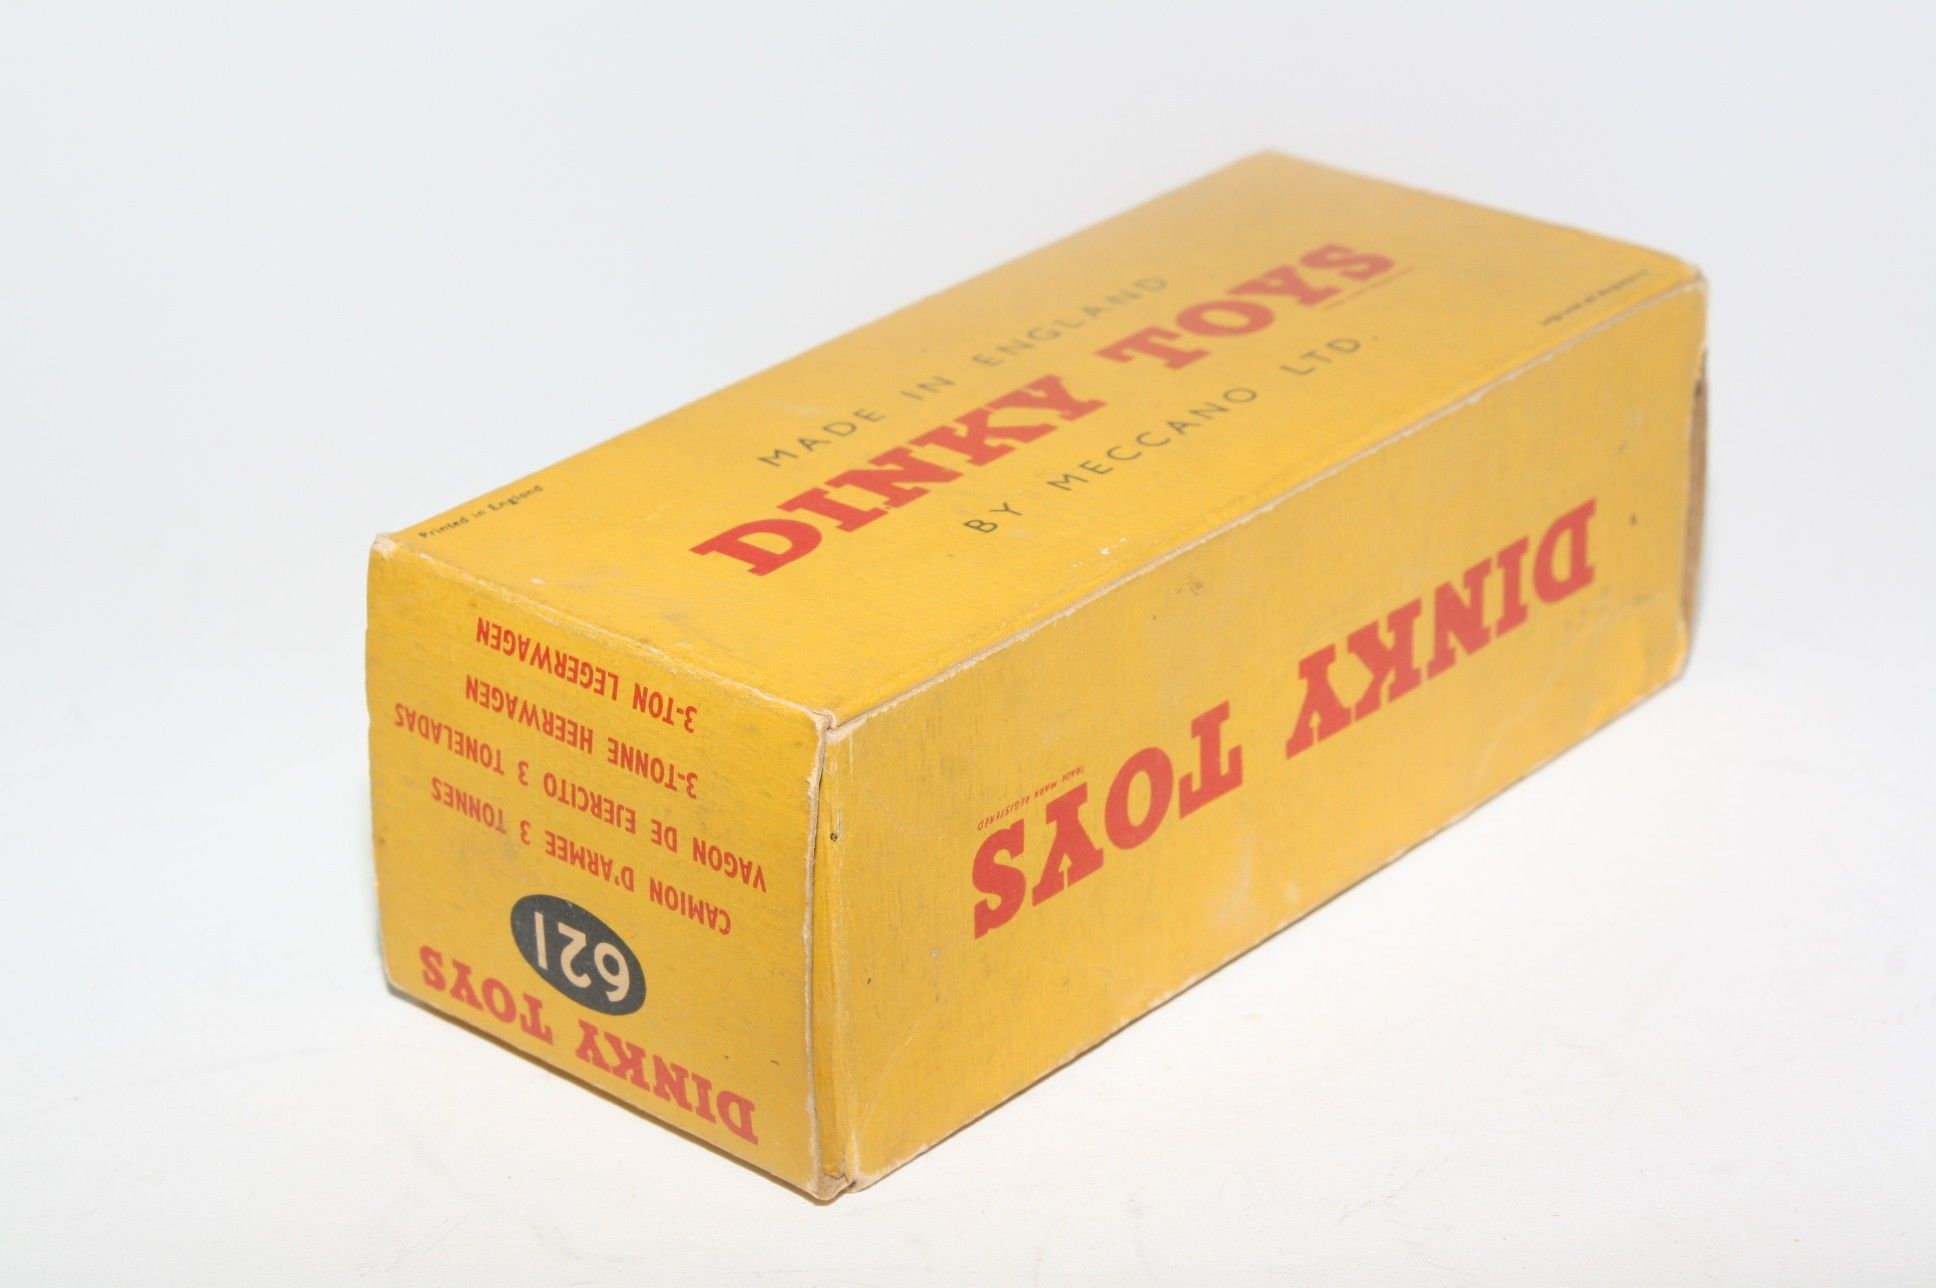 Printed in England
MADE IN ENGLAND
DINKY TOYS
BY MECCANO LTD.
DINKY TOYS
TRADE MARK REGISTERED
DINKY TOYS
621
CAMION D'ARMEE 3 TONNES
VAGON DE EJERCITO 3 TONELADAS
3-TONNE HEERWAGEN
3-TON LEGERWAGEN